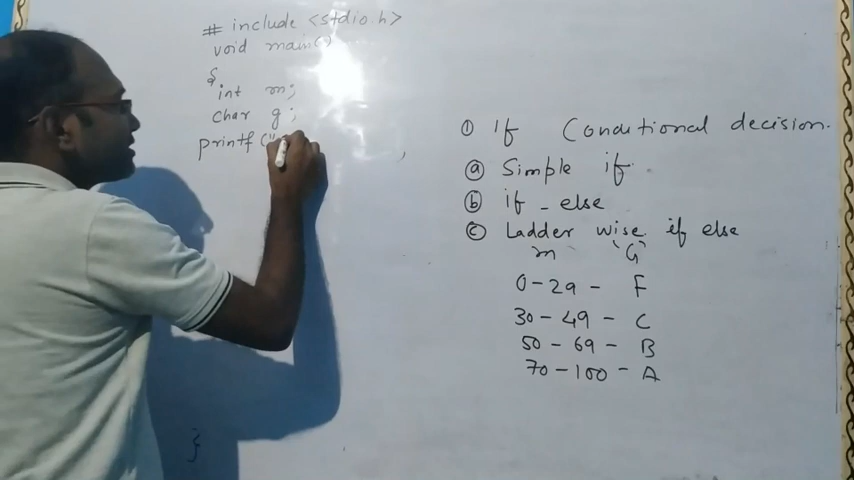 # include <stdio.h>
void main()
{
int m;
char g;
printf("
}
① If Conditional decision.
ⓐ Simple if.
ⓑ if - else
ⓒ Ladder wise if else
m 'G'
0-29 - F
30-49 - C
50-69 - B
70-100 - A